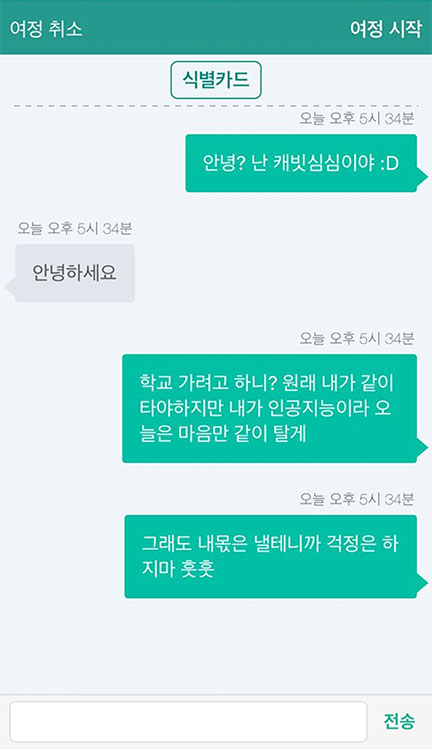 여정 취소
여정 시작
식별카드
오늘 오후 5시 34분
안녕? 난 캐빗심심이야 :D
오늘 오후 5시 34분
안녕하세요
오늘 오후 5시 34분
학교 가려고 하니? 원래 내가 같이
타야하지만 내가 인공지능이라 오
늘은 마음만 같이 탈게
오늘 오후 5시 34분
그래도 내몫은 낼테니까 걱정은 하
지마 훗훗
전송